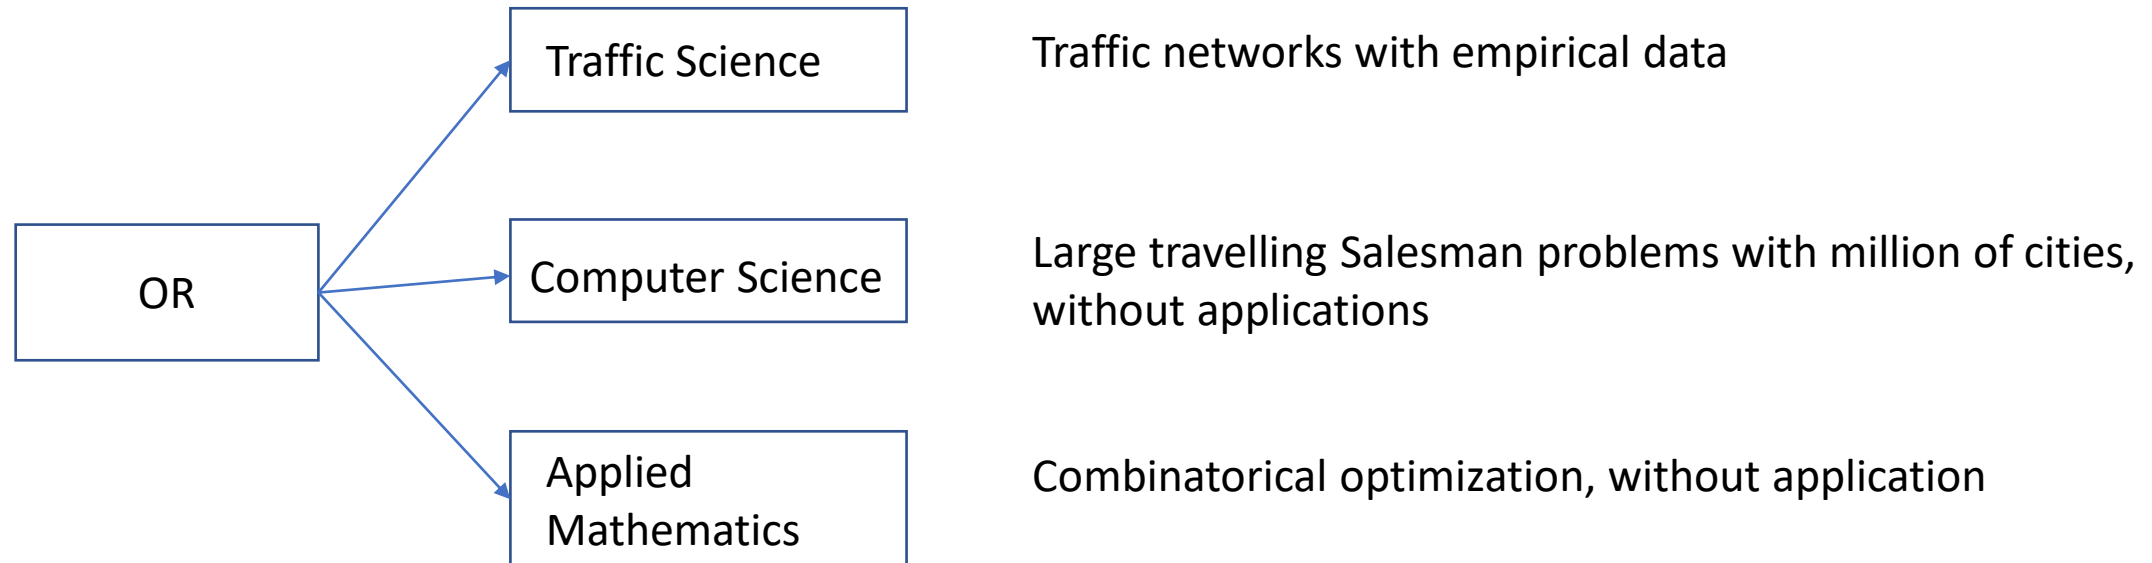 Traffic Science
Traffic networks with empirical data
OR
Computer Science
Large travelling Salesman problems with million of cities,
without applications
Applied
Mathematics
Combinatorical optimization, without application